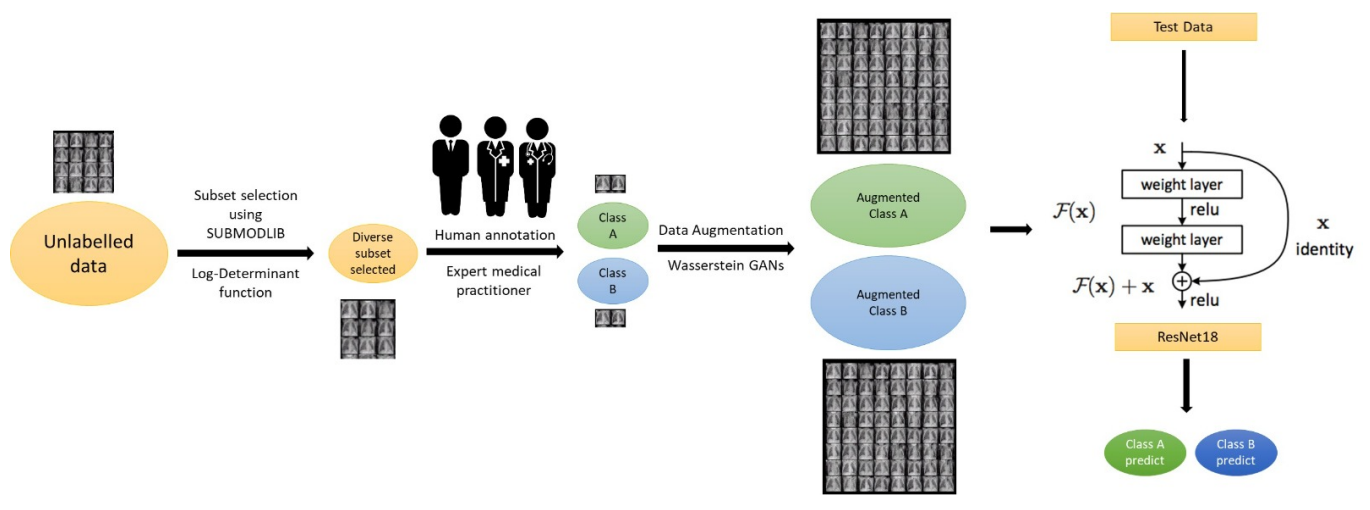 Unlabelled
data
Subset selection
using
SUBMODLIB
Log-Determinant
function
Diverse
subset
selected
Human annotation
Expert medical
practitioner
Class
A
Class
B
Data Augmentation
Wasserstein GANs
Augmented
Class A
Augmented
Class B
Test Data
x
weight layer
F(x)
relu
weight layer
x
identity
F(x) + x
+
relu
ResNet18
Class A
predict
Class B
predict